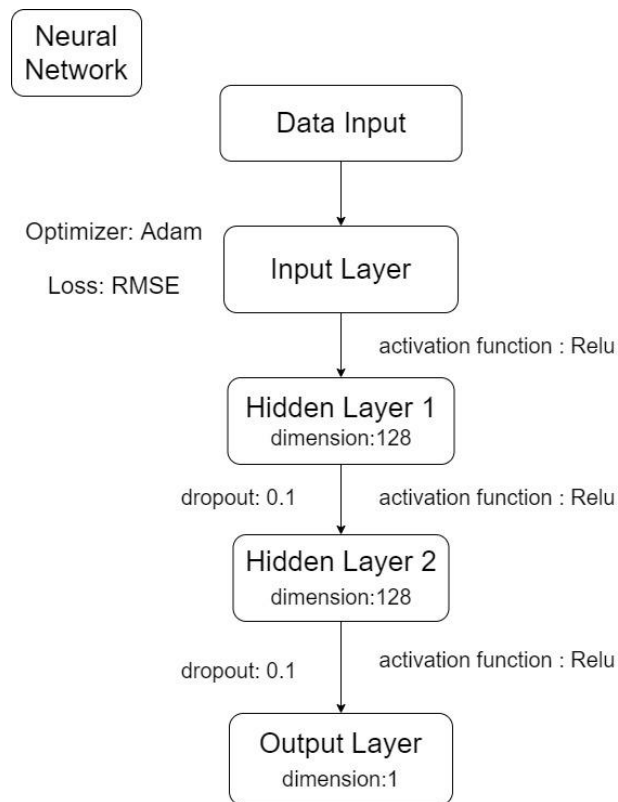 Neural
Network
Data Input
Optimizer: Adam
Loss: RMSE
Input Layer
activation function : Relu
Hidden Layer 1
dimension:128
dropout: 0.1
activation function : Relu
Hidden Layer 2
dimension:128
dropout: 0.1
activation function : Relu
Output Layer
dimension:1